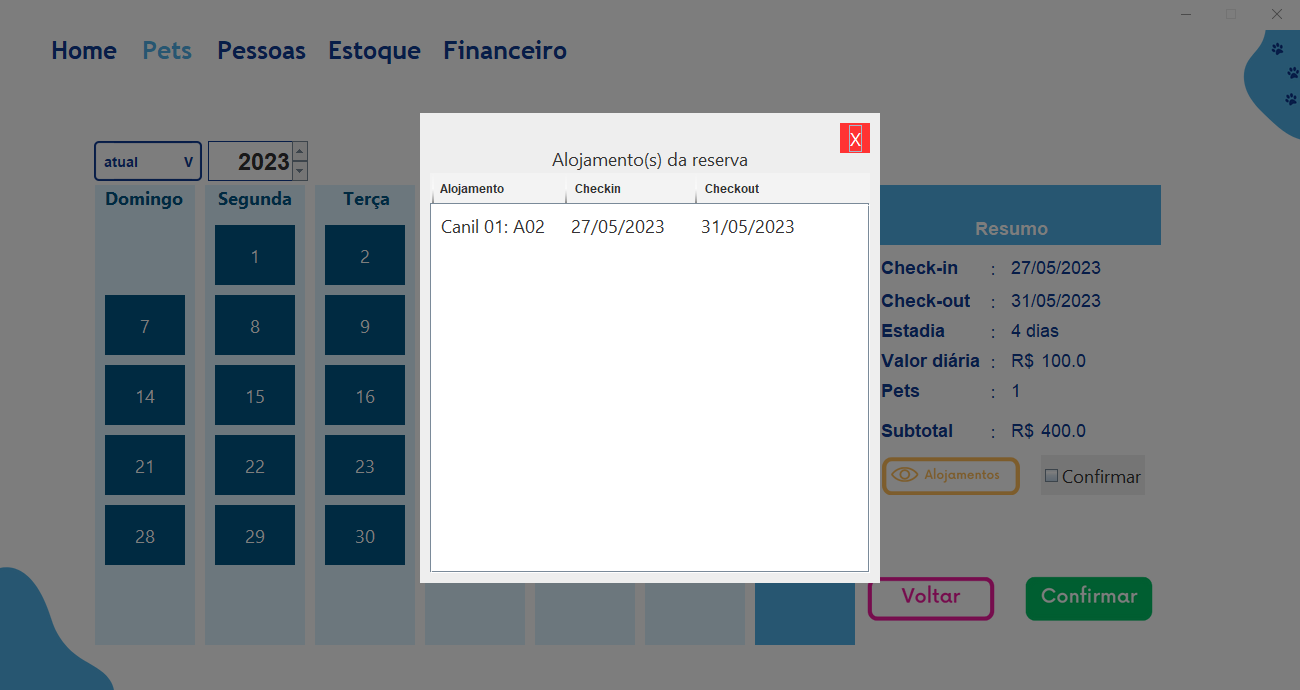 Home Pets Pessoas Estoque Financeiro
atual V 2023
Domingo Segunda Terça
1 2
7 8 9
14 15 16
21 22 23
28 29 30
X
Alojamento(s) da reserva
Alojamento Checkin Checkout
Canil 01: A02 27/05/2023 31/05/2023
Resumo
Check-in : 27/05/2023
Check-out : 31/05/2023
Estadia : 4 dias
Valor diária : R$ 100.0
Pets : 1
Subtotal : R$ 400.0
Alojamentos Confirmar
Voltar Confirmar